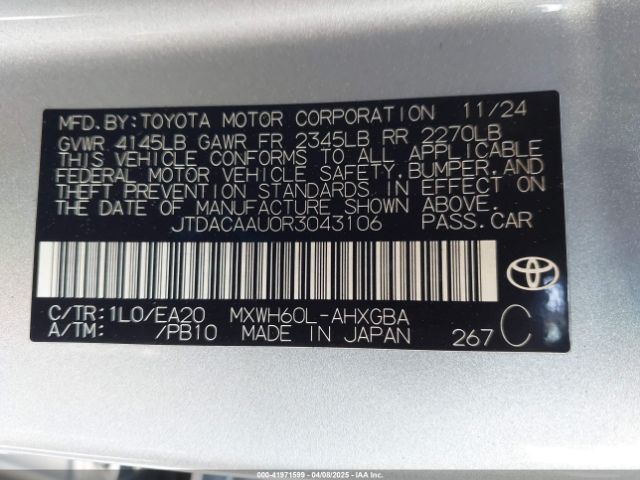 MFD.BY:TOYOTA MOTOR CORPORATION 11/24
GVWR 4145LB GAWR FR 2345LB RR 2270LB
THIS VEHICLE CONFORMS TO ALL APPLICABLE
FEDERAL MOTOR VEHICLE SAFETY,BUMPER,AND
THEFT PREVENTION STANDARDS IN EFFECT ON
THE DATE OF MANUFACTURE SHOWN ABOVE.
JTDACAAU0R3043106 PASS.CAR
C/TR:1L0/EA20 MXWH60L-AHXGBA
A/TM: /PB10 MADE IN JAPAN 267 C
000-41971599 04/08/2025 IAA